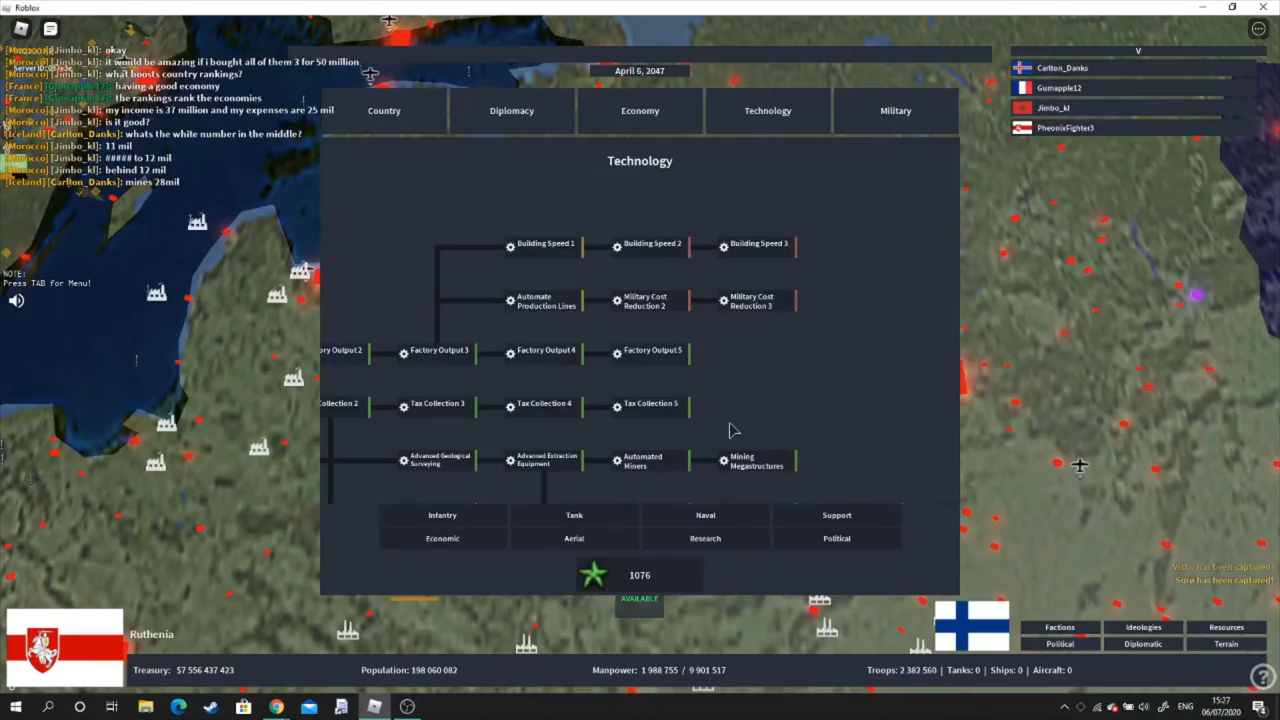 Roblox
[Morocco] [Jimbo_kl]: okay
[Morocco] [Jimbo_kl]: it would be amazing if i bought all of them 3 for 50 million
[Morocco] [Jimbo_kl]: what boosts country rankings?
[France] [Gumapple12]: having a good economy
[France] [Gumapple12]: the rankings rank the economies
[Morocco] [Jimbo_kl]: my income is 37 million and my expenses are 25 mil
[Morocco] [Jimbo_kl]: is it good?
[Iceland] [Carlton_Danks]: whats the white number in the middle?
[Morocco] [Jimbo_kl]: 11 mil
[Morocco] [Jimbo_kl]: ##### to 12 mil
[Morocco] [Jimbo_kl]: behind 12 mil
[Iceland] [Carlton_Danks]: mines 28mil
NOTE:
Press TAB for Menu!
April 6, 2047
Country
Diplomacy
Economy
Technology
Military
Technology
Building Speed 1
Building Speed 2
Building Speed 3
Automate
Production Lines
Military Cost
Reduction 2
Military Cost
Reduction 3
ory Output 2
Factory Output 3
Factory Output 4
Factory Output 5
ollection 2
Tax Collection 3
Tax Collection 4
Tax Collection 5
Advanced Geological
Surveying
Advanced Extraction
Equipment
Automated
Miners
Mining
Megastructures
Infantry
Tank
Naval
Support
Economic
Aerial
Research
Political
1076
AVAILABLE
V
Carlton_Danks
Gumapple12
Jimbo_kl
PheonixFighter3
Visby has been captured!
Soro has been captured!
Factions
Ideologies
Resources
Political
Diplomatic
Terrain
Ruthenia
Treasury: $7 556 437 423
Population: 198 060 082
Manpower: 1 988 755 / 9 901 517
Troops: 2 382 560 | Tanks: 0 | Ships: 0 | Aircraft: 0
?
ENG
15:27
06/07/2020
4